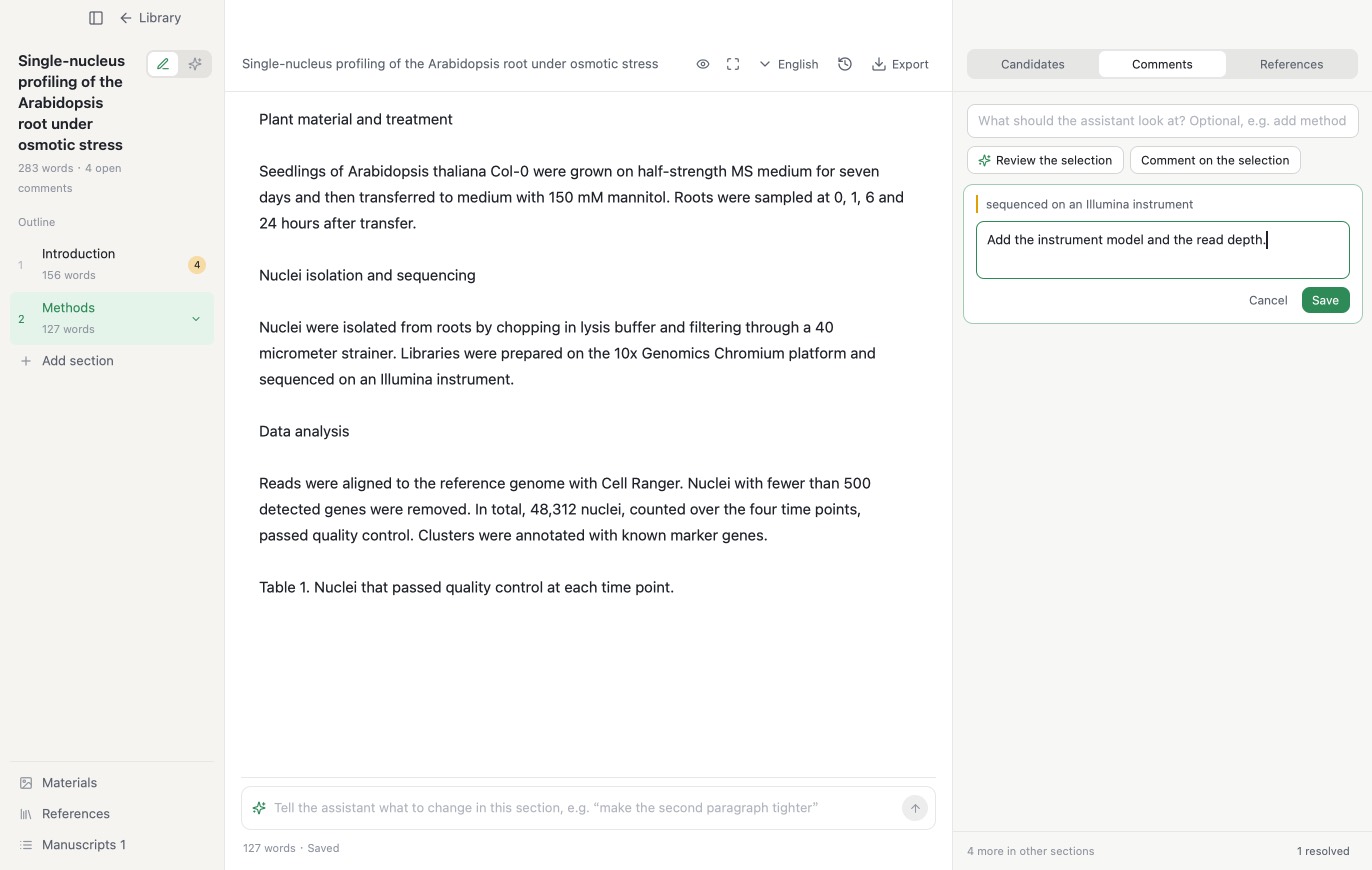 Library
Single-nucleus
profiling of the
Arabidopsis
root under
osmotic stress
283 words · 4 open
comments
Outline
1 Introduction 4
156 words
2 Methods
127 words
Add section
Materials
References
Manuscripts 1
Single-nucleus profiling of the Arabidopsis root under osmotic stress
English
Export
Plant material and treatment
Seedlings of Arabidopsis thaliana Col-0 were grown on half-strength MS medium for seven
days and then transferred to medium with 150 mM mannitol. Roots were sampled at 0, 1, 6 and
24 hours after transfer.
Nuclei isolation and sequencing
Nuclei were isolated from roots by chopping in lysis buffer and filtering through a 40
micrometer strainer. Libraries were prepared on the 10x Genomics Chromium platform and
sequenced on an Illumina instrument.
Data analysis
Reads were aligned to the reference genome with Cell Ranger. Nuclei with fewer than 500
detected genes were removed. In total, 48,312 nuclei, counted over the four time points,
passed quality control. Clusters were annotated with known marker genes.
Table 1. Nuclei that passed quality control at each time point.
Tell the assistant what to change in this section, e.g. “make the second paragraph tighter”
127 words · Saved
Candidates Comments References
What should the assistant look at? Optional, e.g. add method
Review the selection Comment on the selection
sequenced on an Illumina instrument
Add the instrument model and the read depth.
Cancel Save
4 more in other sections 1 resolved